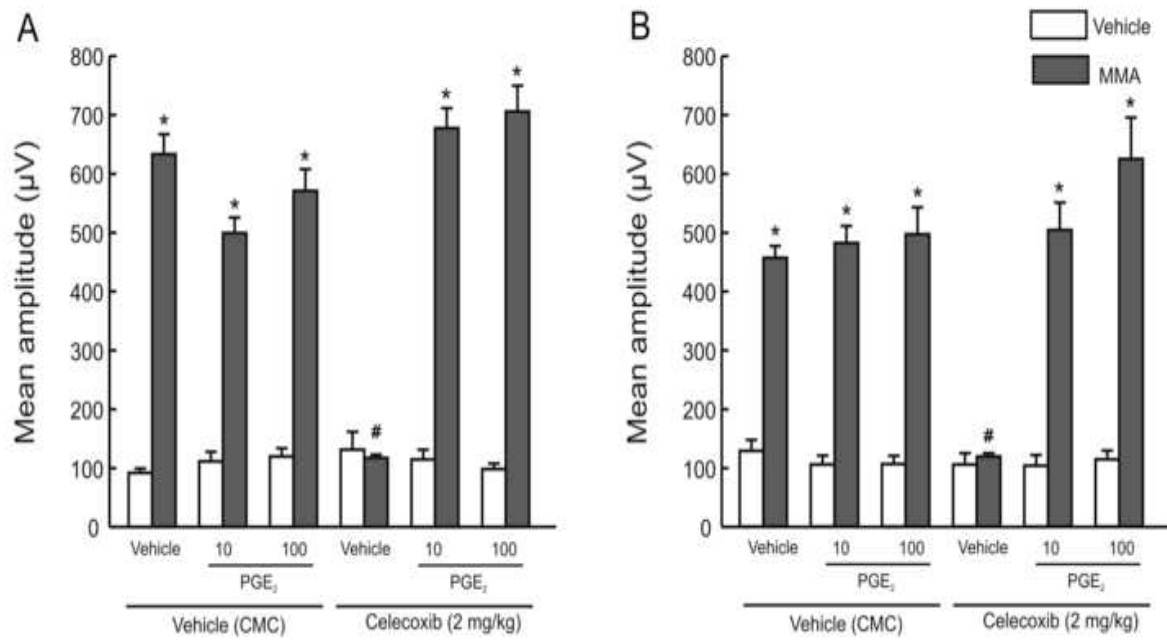 A
Mean amplitude (µV)
800
700
600
500
400
300
200
100
0
* * * # * *
Vehicle 10 100 Vehicle 10 100
PGE₂ PGE₂
Vehicle (CMC) Celecoxib (2 mg/kg)
B
Vehicle
MMA
Mean amplitude (µV)
800
700
600
500
400
300
200
100
0
* * * # * *
Vehicle 10 100 Vehicle 10 100
PGE₂ PGE₂
Vehicle (CMC) Celecoxib (2 mg/kg)